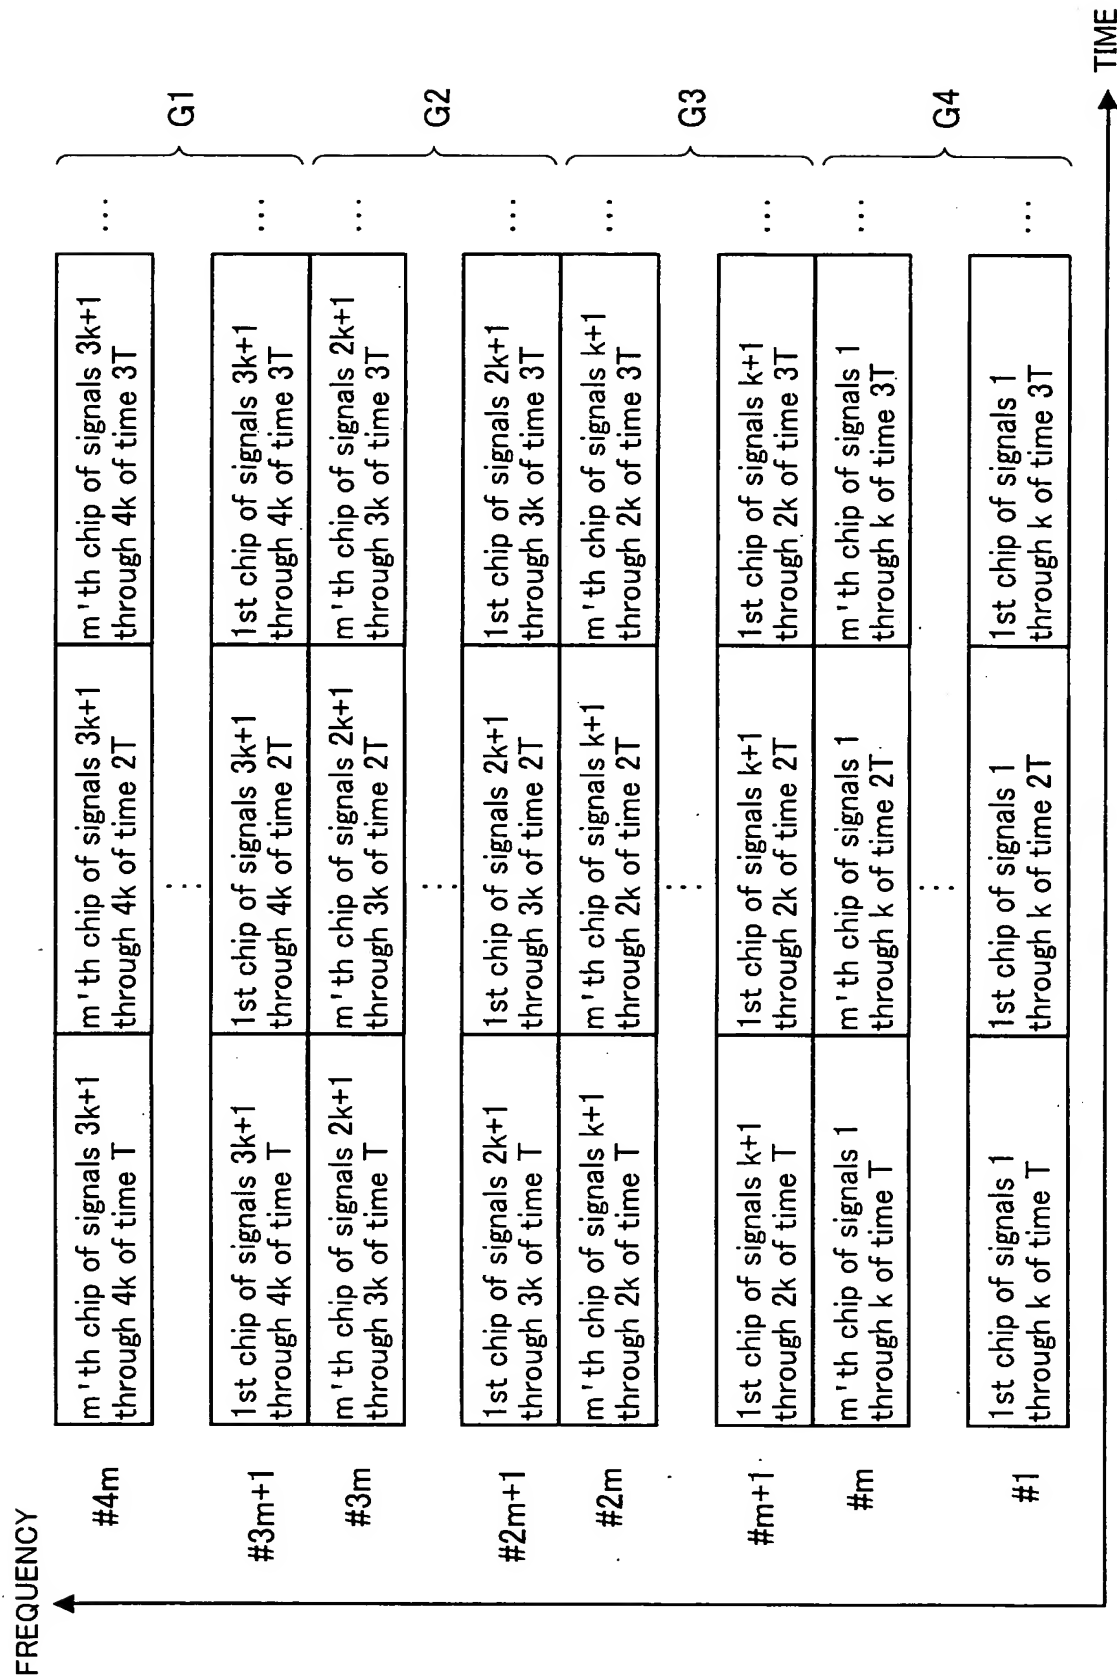 FREQUENCY
#4m
m'th chip of signals 3k+1
through 4k of time T
m'th chip of signals 3k+1
through 4k of time 2T
m'th chip of signals 3k+1
through 4k of time 3T
...
G1
...
#3m+1
1st chip of signals 3k+1
through 4k of time T
1st chip of signals 3k+1
through 4k of time 2T
1st chip of signals 3k+1
through 4k of time 3T
...
#3m
m'th chip of signals 2k+1
through 3k of time T
m'th chip of signals 2k+1
through 3k of time 2T
m'th chip of signals 2k+1
through 3k of time 3T
...
G2
...
#2m+1
1st chip of signals 2k+1
through 3k of time T
1st chip of signals 2k+1
through 3k of time 2T
1st chip of signals 2k+1
through 3k of time 3T
...
#2m
m'th chip of signals k+1
through 2k of time T
m'th chip of signals k+1
through 2k of time 2T
m'th chip of signals k+1
through 2k of time 3T
...
G3
...
#m+1
1st chip of signals k+1
through 2k of time T
1st chip of signals k+1
through 2k of time 2T
1st chip of signals k+1
through 2k of time 3T
...
#m
m'th chip of signals 1
through k of time T
m'th chip of signals 1
through k of time 2T
m'th chip of signals 1
through k of time 3T
...
G4
...
#1
1st chip of signals 1
through k of time T
1st chip of signals 1
through k of time 2T
1st chip of signals 1
through k of time 3T
...
TIME